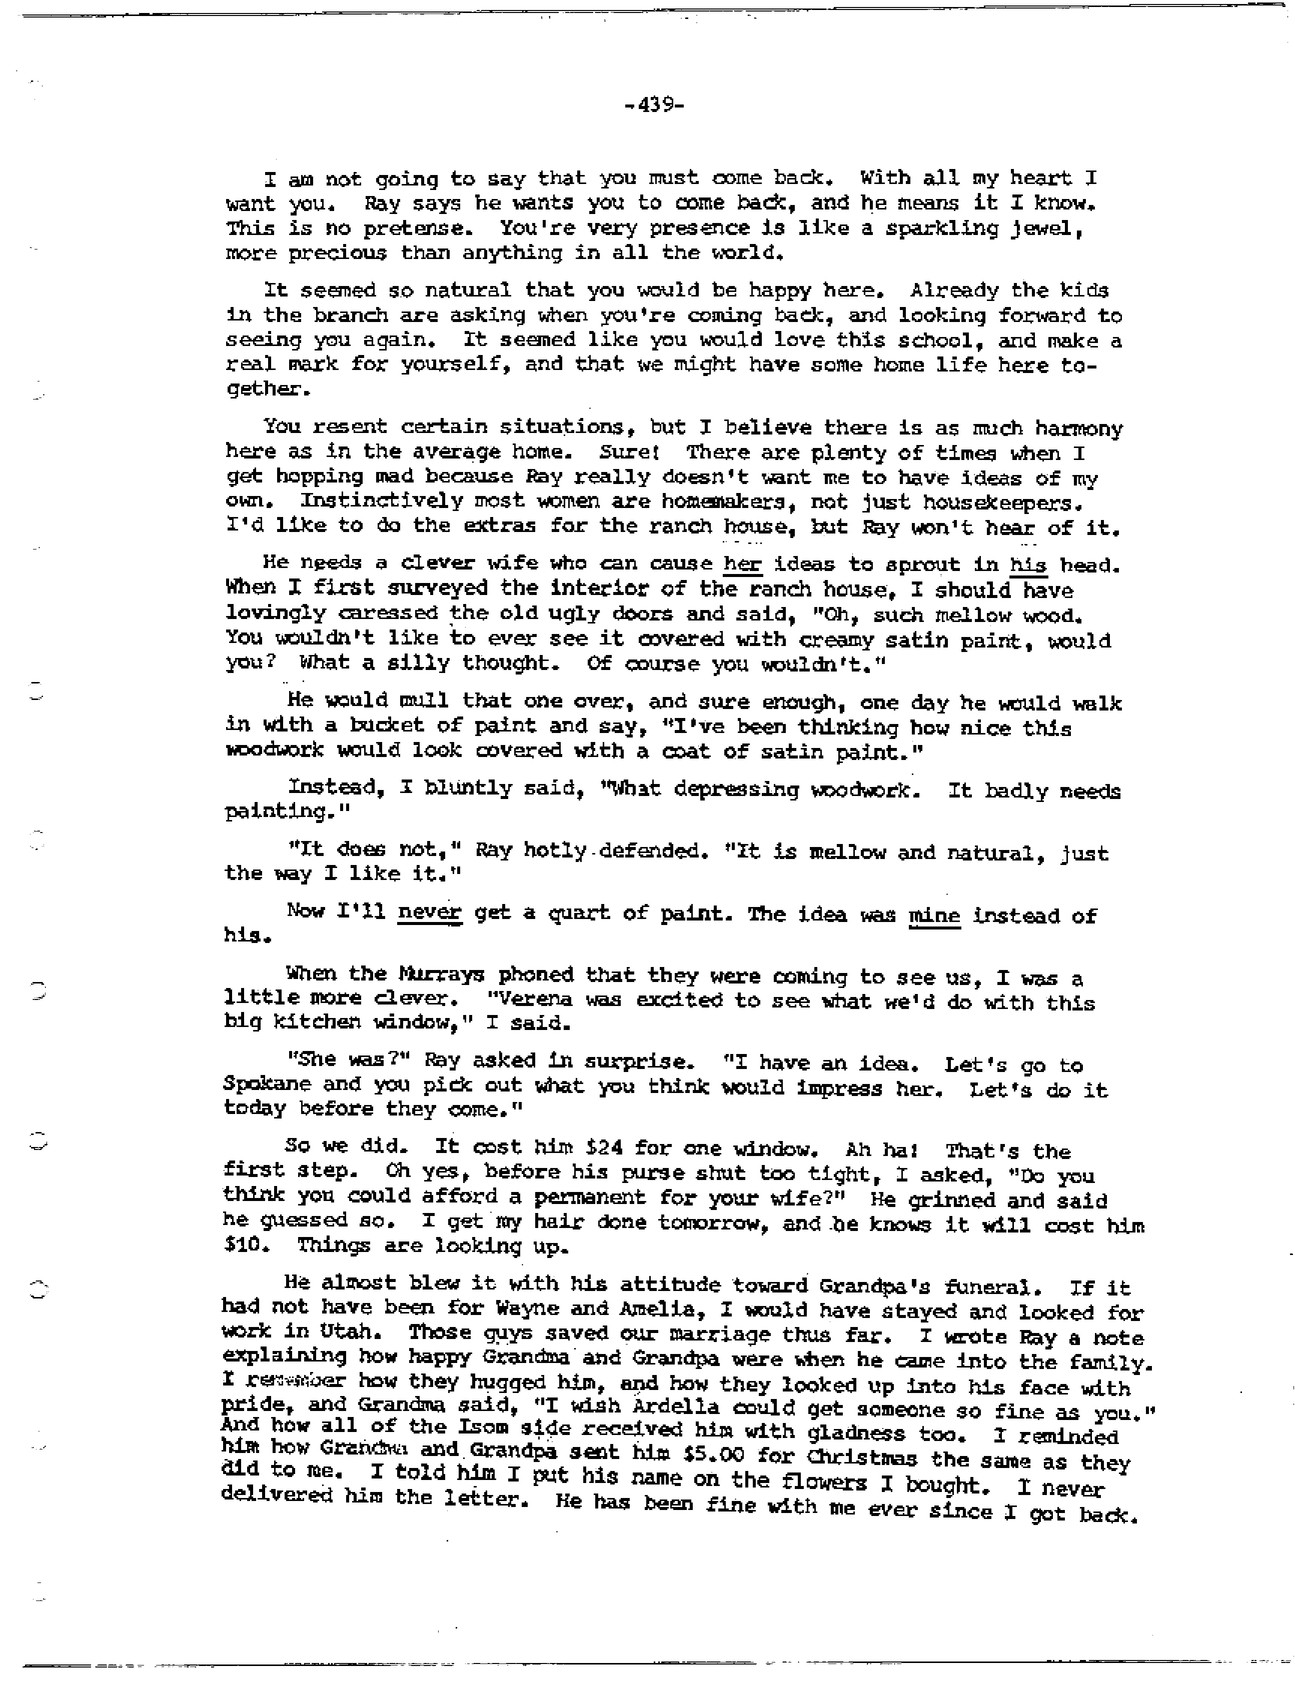 -439-
I am not going to say that you must come back. With all my heart I
want you. Ray says he wants you to come back, and he means it I know.
This is no pretense. You're very presence is like a sparkling jewel,
more precious than anything in all the world.
It seemed so natural that you would be happy here. Already the kids
in the branch are asking when you're coming back, and looking forward to
seeing you again. It seemed like you would love this school, and make a
real mark for yourself, and that we might have some home life here to-
gether.
You resent certain situations, but I believe there is as much harmony
here as in the average home. Sure! There are plenty of times when I
get hopping mad because Ray really doesn't want me to have ideas of my
own. Instinctively most women are homemakers, not just housekeepers.
I'd like to do the extras for the ranch house, but Ray won't hear of it.
He needs a clever wife who can cause her ideas to sprout in his head.
When I first surveyed the interior of the ranch house, I should have
lovingly caressed the old ugly doors and said, "Oh, such mellow wood.
You wouldn't like to ever see it covered with creamy satin paint, would
you? What a silly thought. Of course you wouldn't."
He would mull that one over, and sure enough, one day he would walk
in with a bucket of paint and say, "I've been thinking how nice this
woodwork would look covered with a coat of satin paint."
Instead, I bluntly said, "What depressing woodwork. It badly needs
painting."
"It does not," Ray hotly defended. "It is mellow and natural, just
the way I like it."
Now I'll never get a quart of paint. The idea was mine instead of
his.
When the Murrays phoned that they were coming to see us, I was a
little more clever. "Verena was excited to see what we'd do with this
big kitchen window," I said.
"She was?" Ray asked in surprise. "I have an idea. Let's go to
Spokane and you pick out what you think would impress her. Let's do it
today before they come."
So we did. It cost him $24 for one window. Ah ha! That's the
first step. Oh yes, before his purse shut too tight, I asked, "Do you
think you could afford a permanent for your wife?" He grinned and said
he guessed so. I get my hair done tomorrow, and he knows it will cost him
$10. Things are looking up.
He almost blew it with his attitude toward Grandpa's funeral. If it
had not have been for Wayne and Amelia, I would have stayed and looked for
work in Utah. Those guys saved our marriage thus far. I wrote Ray a note
explaining how happy Grandma and Grandpa were when he came into the family.
I remember how they hugged him, and how they looked up into his face with
pride, and Grandma said, "I wish Ardella could get someone so fine as you."
And how all of the Isom side received him with gladness too. I reminded
him how Grandma and Grandpa sent him $5.00 for Christmas the same as they
did to me. I told him I put his name on the flowers I bought. I never
delivered him the letter. He has been fine with me ever since I got back.